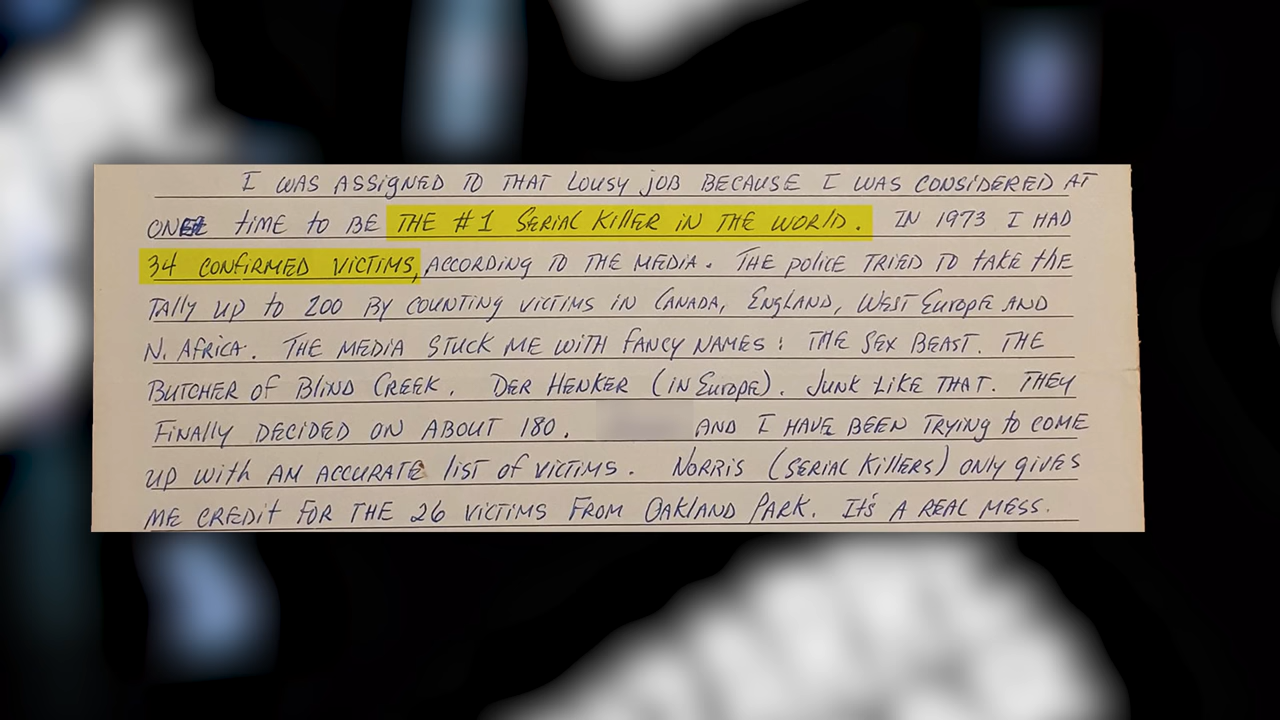 I WAS ASSIGNED TO THAT LOUSY JOB BECAUSE I WAS CONSIDERED AT
ONE TIME TO BE THE #1 SERIAL KILLER IN THE WORLD. IN 1973 I HAD
34 CONFIRMED VICTIMS, ACCORDING TO THE MEDIA. THE POLICE TRIED TO TAKE THE
TALLY UP TO 200 BY COUNTING VICTIMS IN CANADA, ENGLAND, WEST EUROPE AND
N. AFRICA. THE MEDIA STUCK ME WITH FANCY NAMES: THE SEX BEAST. THE
BUTCHER OF BLIND CREEK. DER HENKER (IN EUROPE). JUNK LIKE THAT. THEY
FINALLY DECIDED ON ABOUT 180. AND I HAVE BEEN TRYING TO COME
UP WITH AN ACCURATE LIST OF VICTIMS. NORRIS (SERIAL KILLERS) ONLY GIVES
ME CREDIT FOR THE 26 VICTIMS FROM OAKLAND PARK. IT'S A REAL MESS.